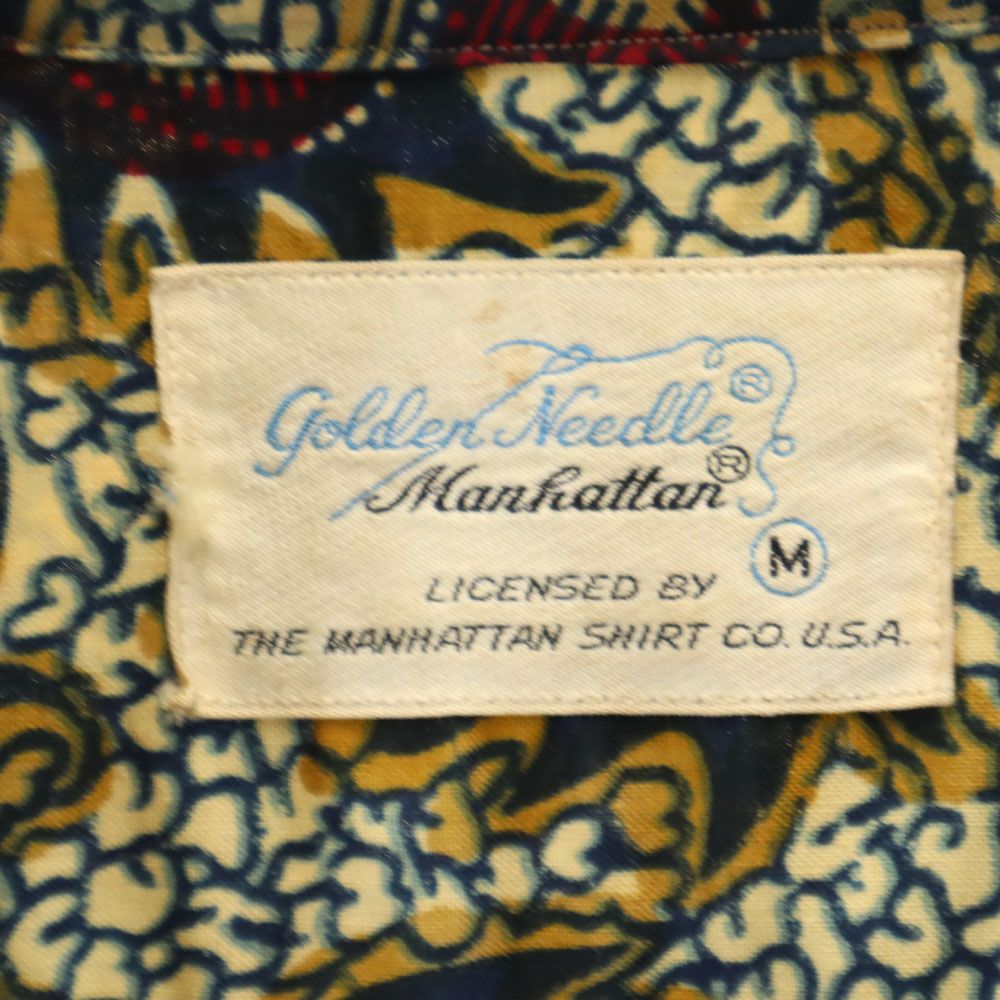 Golden Needle®
Manhattan®
M
LICENSED BY
THE MANHATTAN SHIRT CO. U.S.A.